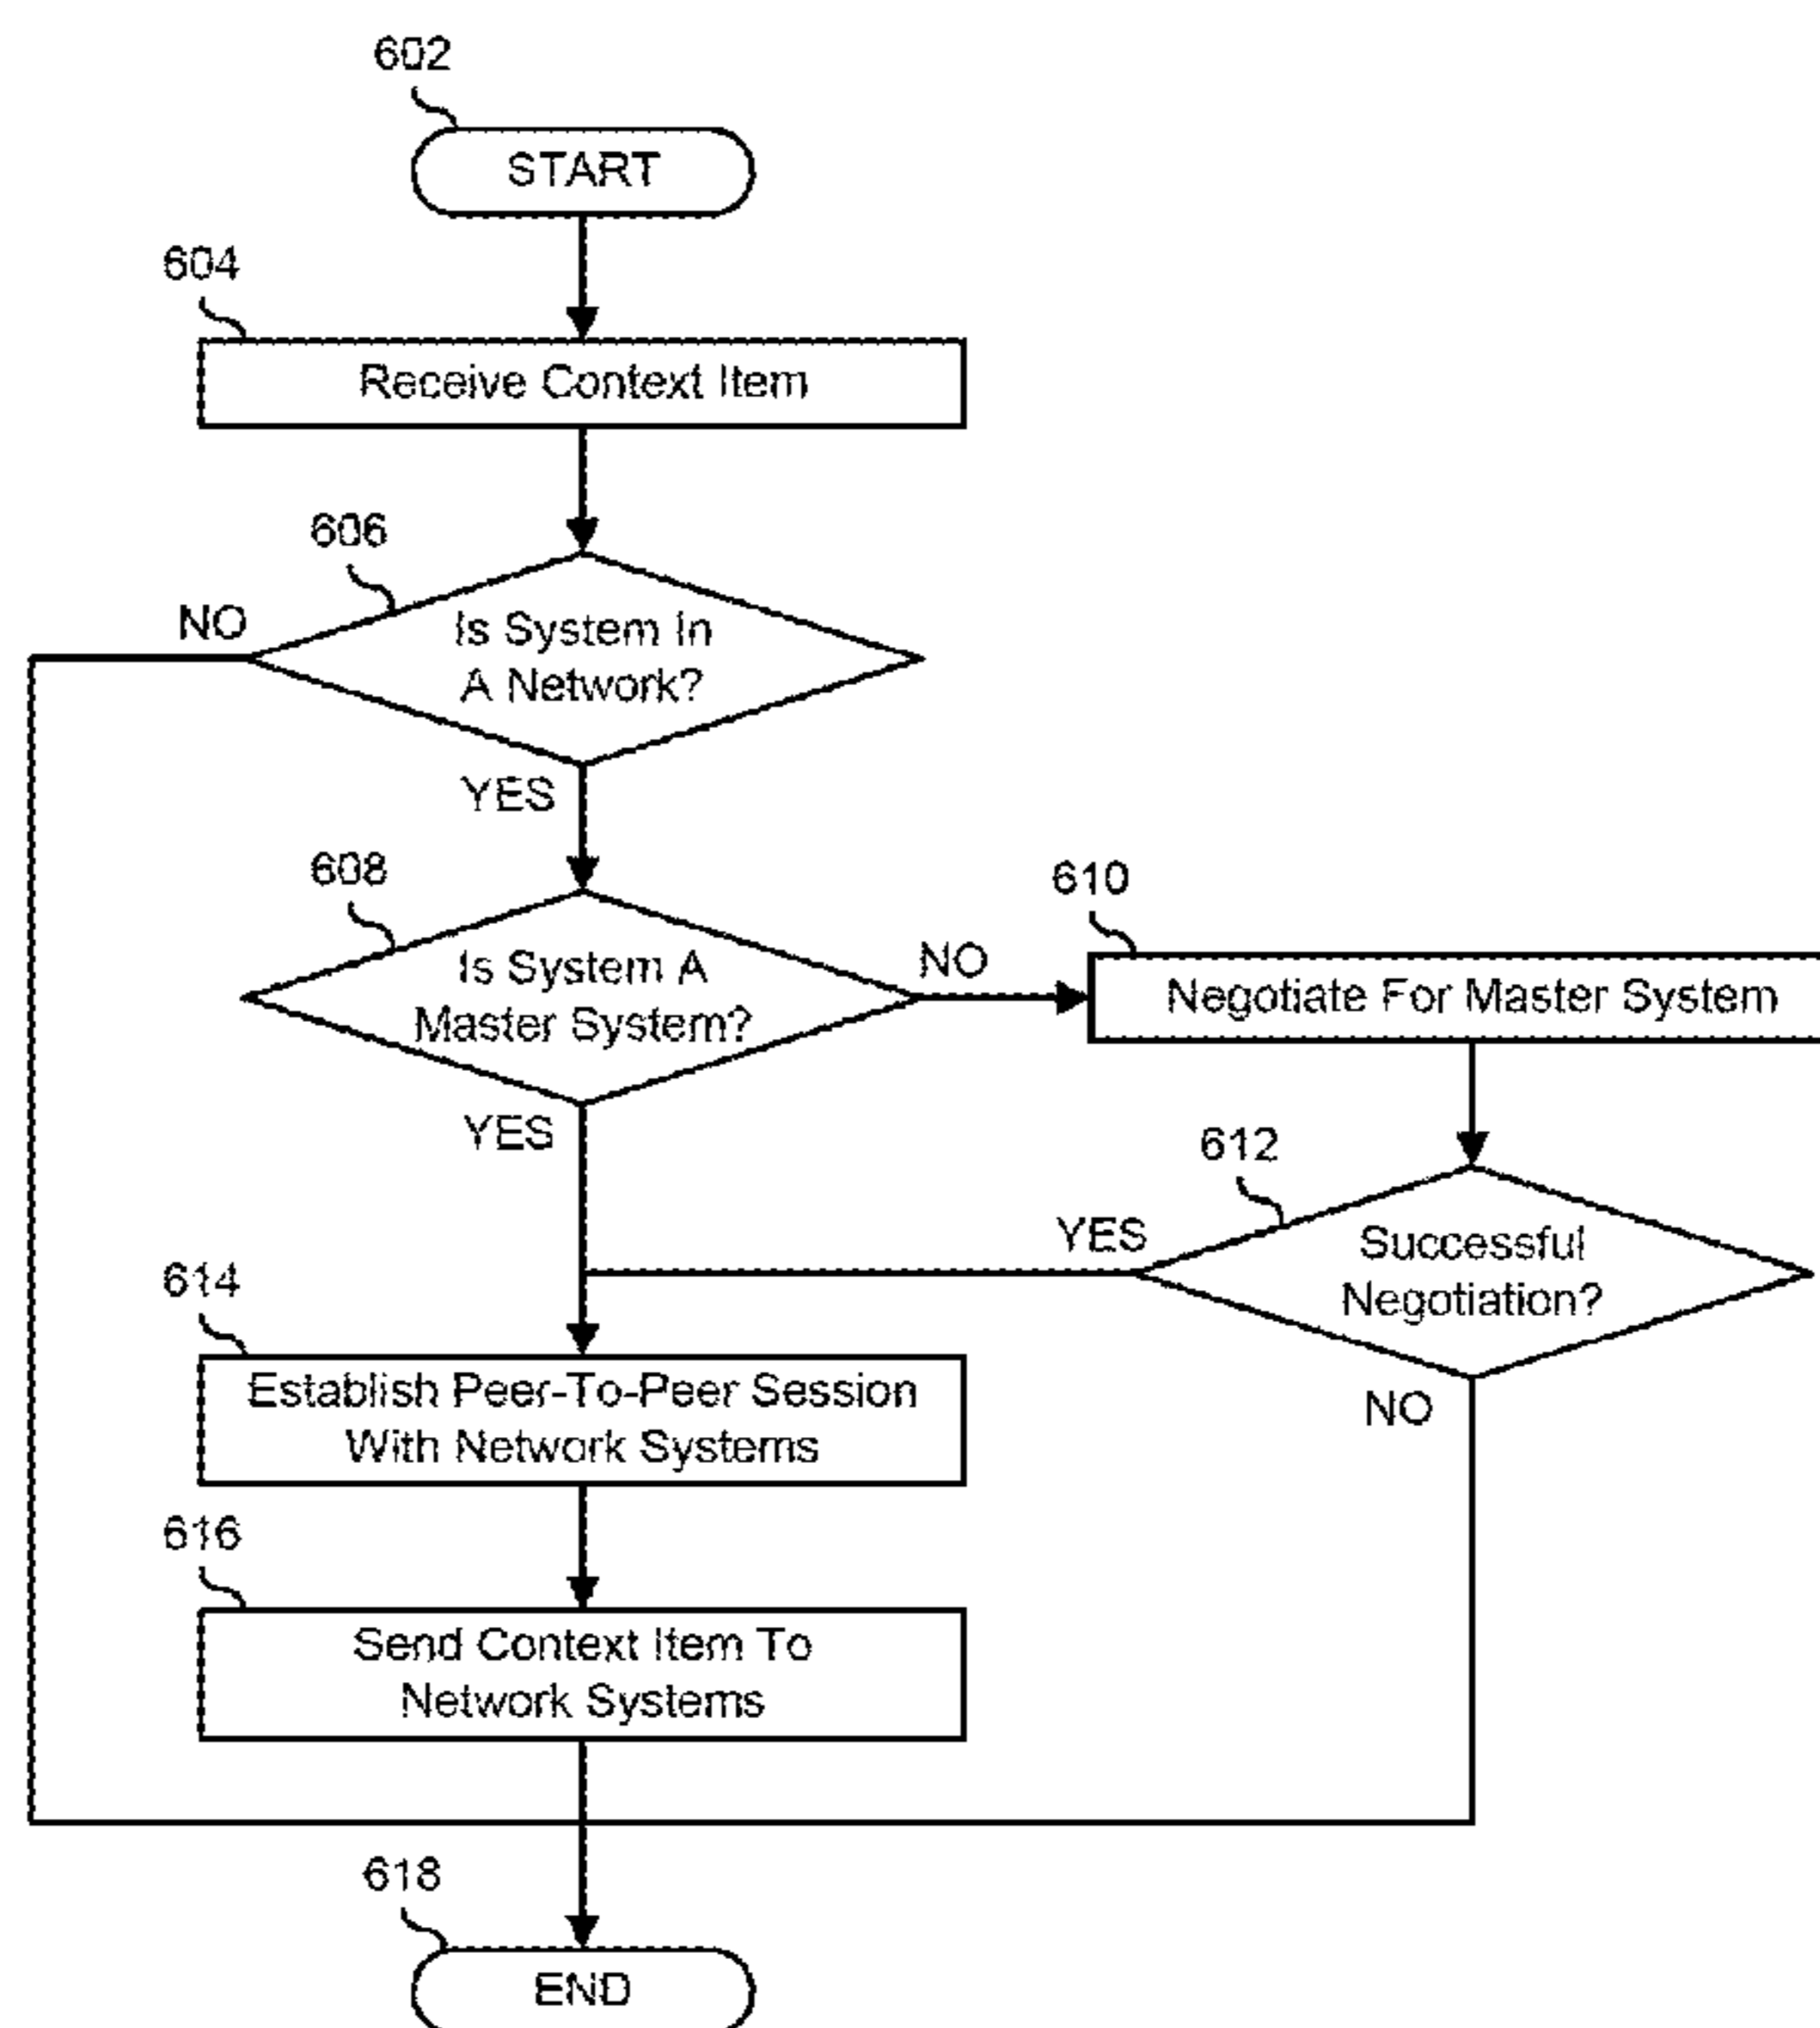 602
START
604
Receive Context Item
606
NO
Is System In
A Network?
YES
608
Is System A
Master System?
NO
610
Negotiate For Master System
YES
612
YES
Successful
Negotiation?
NO
614
Establish Peer-To-Peer Session
With Network Systems
616
Send Context Item To
Network Systems
618
END